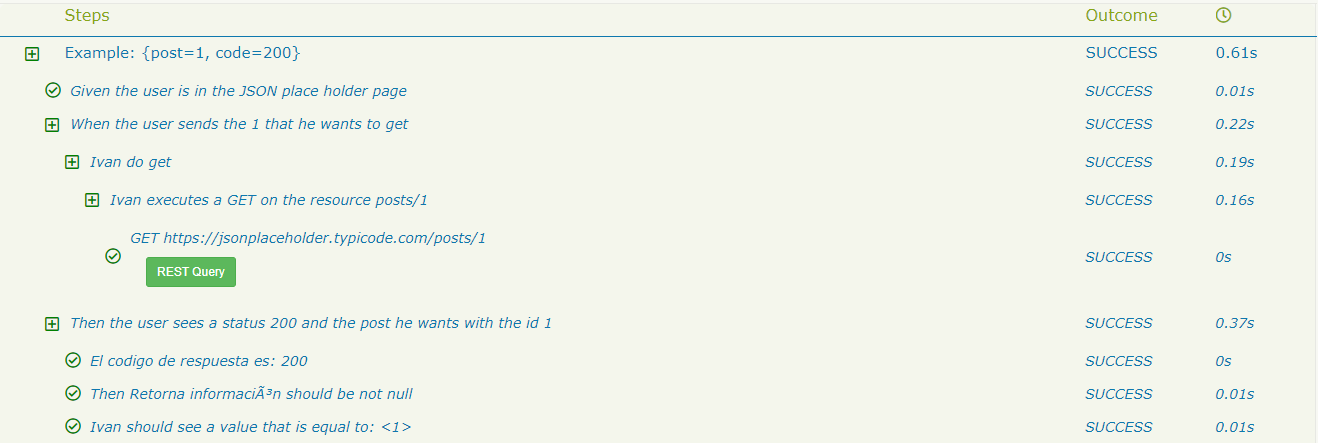 Steps Outcome
Example: {post=1, code=200} SUCCESS 0.61s
Given the user is in the JSON place holder page SUCCESS 0.01s
When the user sends the 1 that he wants to get SUCCESS 0.22s
Ivan do get SUCCESS 0.19s
Ivan executes a GET on the resource posts/1 SUCCESS 0.16s
GET https://jsonplaceholder.typicode.com/posts/1
REST Query SUCCESS 0s
Then the user sees a status 200 and the post he wants with the id 1 SUCCESS 0.37s
El codigo de respuesta es: 200 SUCCESS 0s
Then Retorna informaciÃ³n should be not null SUCCESS 0.01s
Ivan should see a value that is equal to: <1> SUCCESS 0.01s